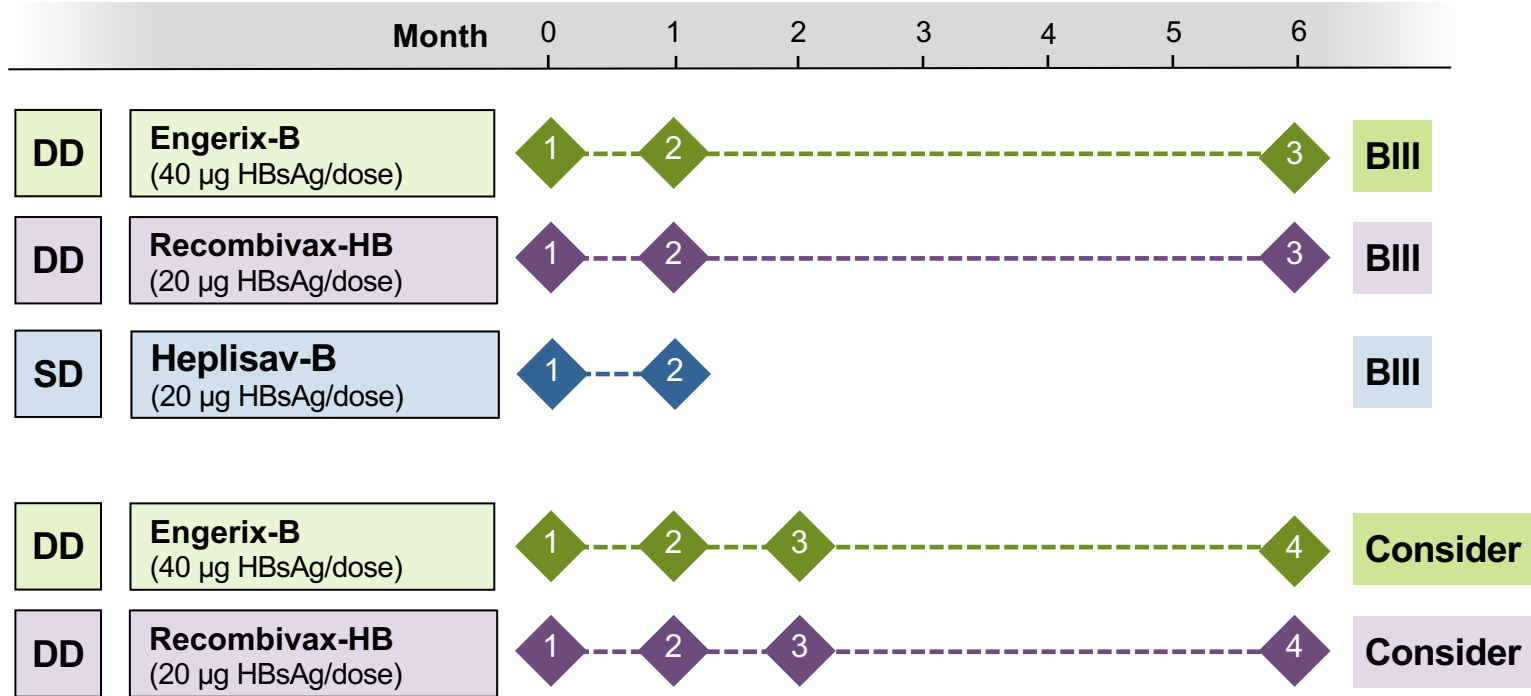 Month 0 1 2 3 4 5 6
DD Engerix-B 1 2 3 BIII
(40 µg HBsAg/dose)
DD Recombivax-HB 1 2 3 BIII
(20 µg HBsAg/dose)
SD Heplisav-B 1 2 BIII
(20 µg HBsAg/dose)
DD Engerix-B 1 2 3 4 Consider
(40 µg HBsAg/dose)
DD Recombivax-HB 1 2 3 4 Consider
(20 µg HBsAg/dose)